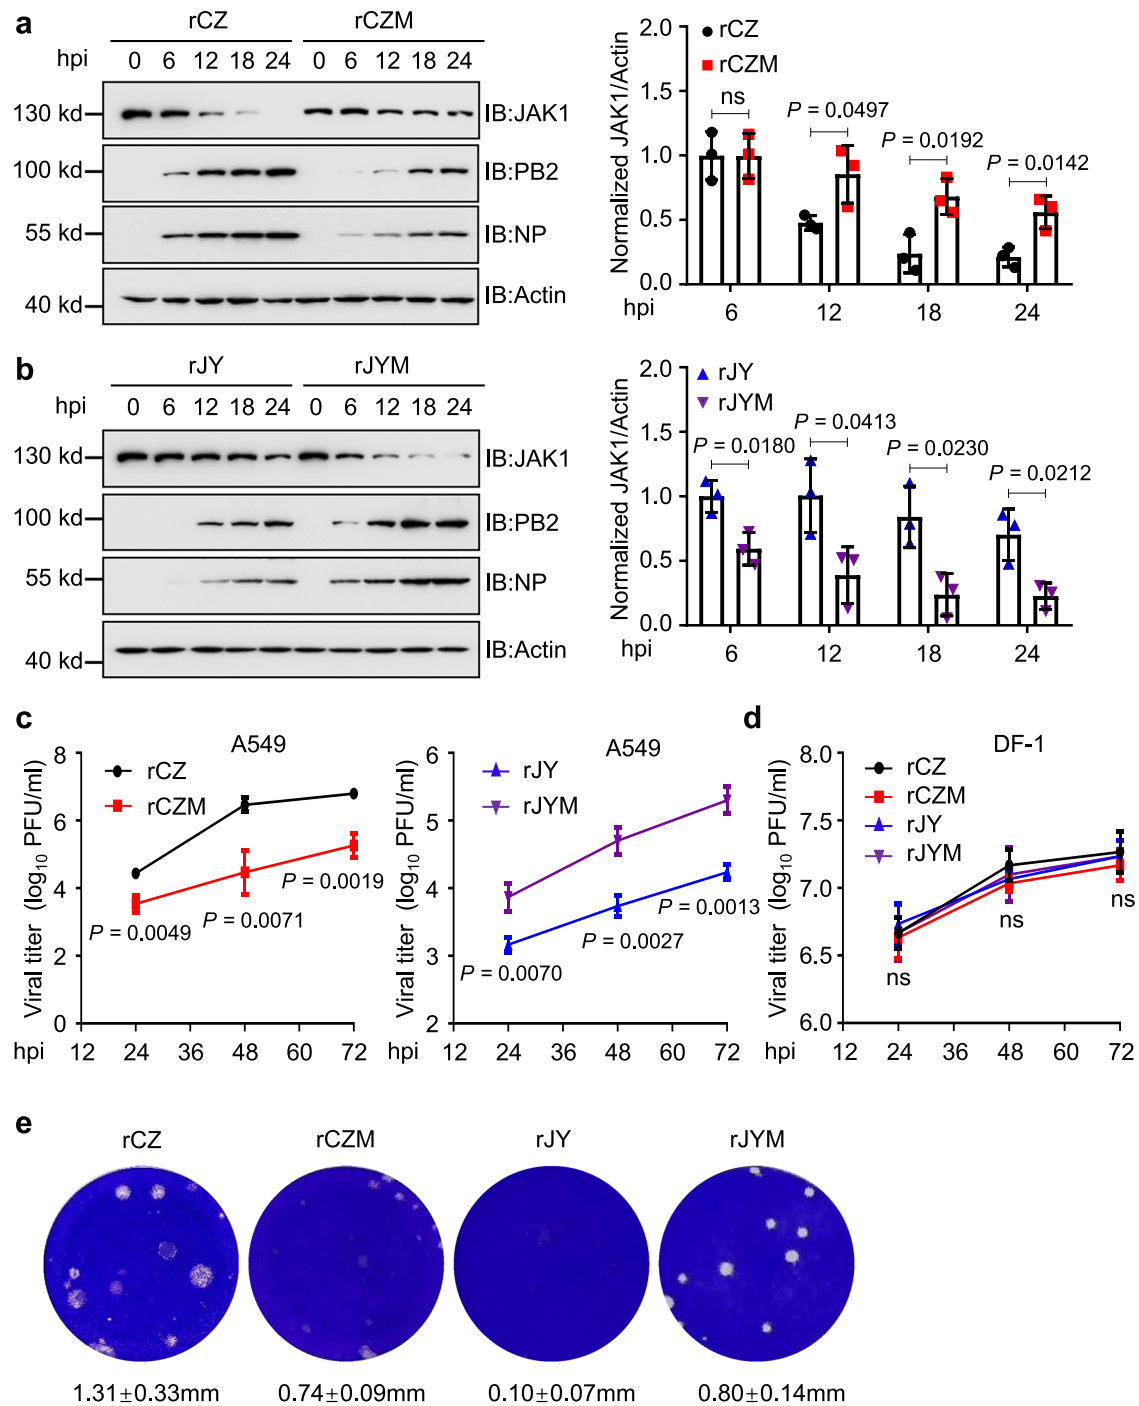 a
rCZ rCZM
hpi 0 6 12 18 24 0 6 12 18 24
130 kd IB:JAK1
100 kd IB:PB2
55 kd IB:NP
40 kd IB:Actin
Normalized JAK1/Actin
2.0
1.5
1.0
0.5
0.0
rCZ
rCZM
ns
P = 0.0497
P = 0.0192
P = 0.0142
hpi 6 12 18 24
b
rJY rJYM
hpi 0 6 12 18 24 0 6 12 18 24
130 kd IB:JAK1
100 kd IB:PB2
55 kd IB:NP
40 kd IB:Actin
Normalized JAK1/Actin
2.0
1.5
1.0
0.5
0.0
rJY
rJYM
P = 0.0180
P = 0.0413
P = 0.0230
P = 0.0212
hpi 6 12 18 24
c
A549
Viral titer (log10 PFU/ml)
8
6
4
2
0
rCZ
rCZM
P = 0.0049
P = 0.0071
P = 0.0019
hpi 12 24 36 48 60 72
A549
Viral titer (log10 PFU/ml)
6
5
4
3
2
rJY
rJYM
P = 0.0070
P = 0.0027
P = 0.0013
hpi 12 24 36 48 60 72
d
DF-1
Viral titer (log10 PFU/ml)
8.0
7.5
7.0
6.5
6.0
rCZ
rCZM
rJY
rJYM
ns
ns
ns
hpi 12 24 36 48 60 72
e
rCZ rCZM rJY rJYM
1.31±0.33mm 0.74±0.09mm 0.10±0.07mm 0.80±0.14mm